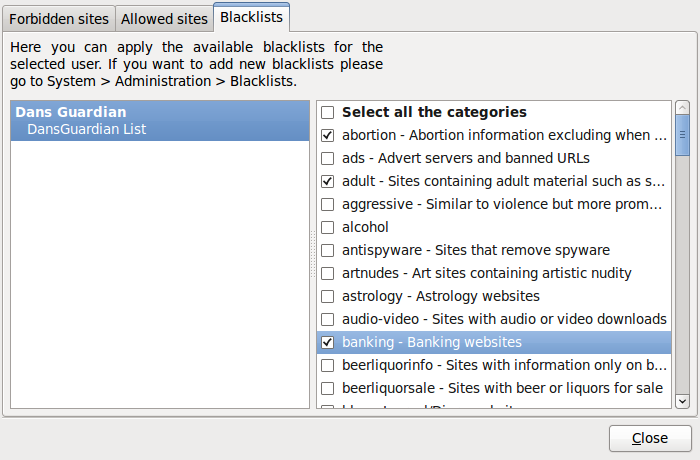 Forbidden sites
Allowed sites
Blacklists
Here you can apply the available blacklists for the
selected user. If you want to add new blacklists please
go to System > Administration > Blacklists.
Dans Guardian
DansGuardian List
Select all the categories
abortion - Abortion information excluding when ...
ads - Advert servers and banned URLs
adult - Sites containing adult material such as s...
aggressive - Similar to violence but more prom...
alcohol
antispyware - Sites that remove spyware
artnudes - Art sites containing artistic nudity
astrology - Astrology websites
audio-video - Sites with audio or video downloads
banking - Banking websites
beerliquorinfo - Sites with information only on b...
beerliquorsale - Sites with beer or liquors for sale
Close